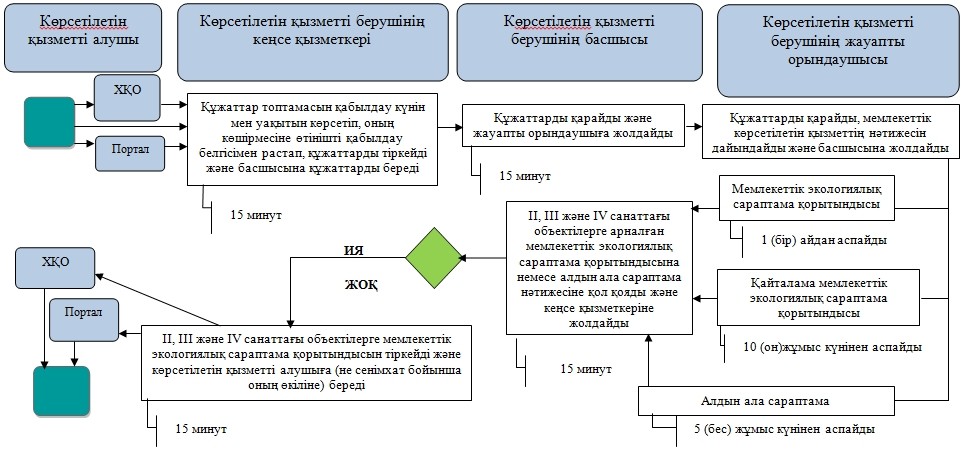 Көрсетілетін
қызметті алушы
Көрсетілетін қызметті берушінің
кеңсе қызметкері
Көрсетілетін қызметті
берушінің басшысы
Көрсетілетін қызметті
берушінің жауапты
орындаушысы
ХҚО
Портал
Құжаттар топтамасын қабылдау күнін
мен уақытын көрсетіп, оның
көшірмесіне өтінішті қабылдау
белгісімен растап, құжаттарды тіркейді
және басшысына құжаттарды береді
15 минут
Құжаттарды қарайды және
жауапты орындаушыға жолдайды
15 минут
Құжаттарды қарайды, мемлекеттік
көрсетілетін қызметтің нәтижесін
дайындайды және басшысына жолдайды
Мемлекеттік экологиялық
сараптама қорытындысы
1 (бір) айдан аспайды
Қайталама мемлекеттік
экологиялық сараптама
қорытындысы
10 (он)жұмыс күнінен аспайды
Алдын ала сараптама
5 (бес) жұмыс күнінен аспайды
II, III және IV санаттағы
объектілерге арналған
мемлекеттік экологиялық
сараптама қорытындысына
немесе алдын ала сараптама
нәтижесіне қол қояды және
кеңсе қызметкеріне
жолдайды
15 минут
ИЯ
ЖОҚ
II, III және IV санаттағы объектілерге мемлекеттік
экологиялық сараптама қорытындысын тіркейді және
көрсетілетін қызметті алушыға (не сенімхат бойынша
оның өкіліне) береді
15 минут
ХҚО
Портал